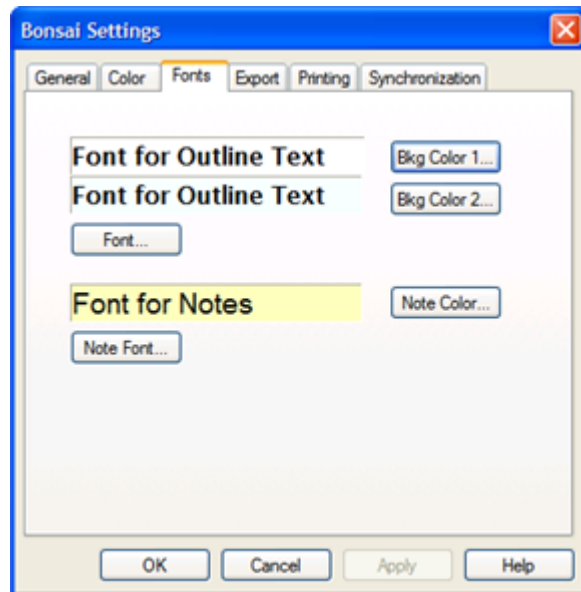 Bonsai Settings
General Color Fonts Export Printing Synchronization
Font for Outline Text Bkg Color 1...
Font for Outline Text Bkg Color 2...
Font...
Font for Notes Note Color...
Note Font...
OK Cancel Apply Help